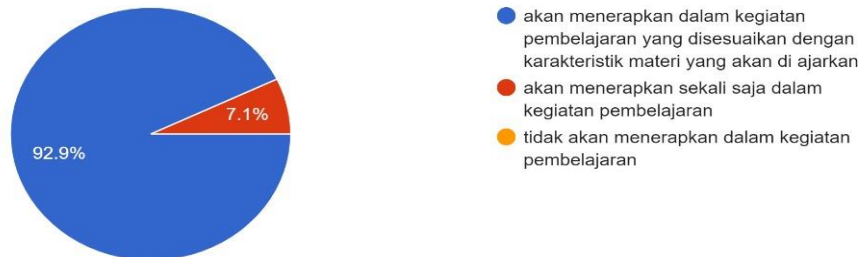 92.9%
7.1%
akan menerapkan dalam kegiatan
pembelajaran yang disesuaikan dengan
karakteristik materi yang akan di ajarkan
akan menerapkan sekali saja dalam
kegiatan pembelajaran
tidak akan menerapkan dalam kegiatan
pembelajaran